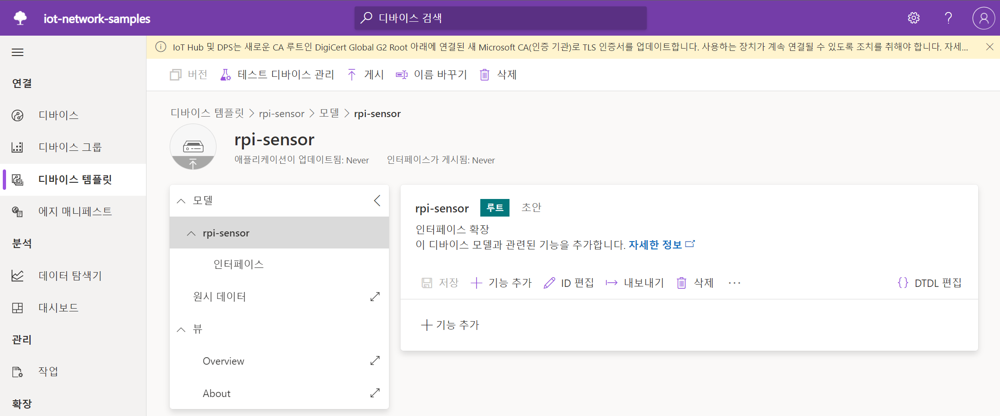 iot-network-samples
디바이스 검색
IoT Hub 및 DPS는 새로운 CA 루트인 DigiCert Global G2 Root 아래에 연결된 새 Microsoft CA(인증 기관)로 TLS 인증서를 업데이트합니다. 사용하는 장치가 계속 연결될 수 있도록 조치를 취해야 합니다. 자세...
버전 테스트 디바이스 관리 게시 이름 바꾸기 삭제
연결
디바이스
디바이스 그룹
디바이스 템플릿
에지 매니페스트
분석
데이터 탐색기
대시보드
관리
작업
확장
디바이스 템플릿 > rpi-sensor > 모델 > rpi-sensor
rpi-sensor
애플리케이션이 업데이트됨: Never 인터페이스가 게시됨: Never
모델
rpi-sensor
인터페이스
원시 데이터
뷰
Overview
About
rpi-sensor 루트 초안
인터페이스 확장
이 디바이스 모델과 관련된 기능을 추가합니다. 자세한 정보
저장 기능 추가 ID 편집 내보내기 삭제 ... {} DTDL 편집
기능 추가